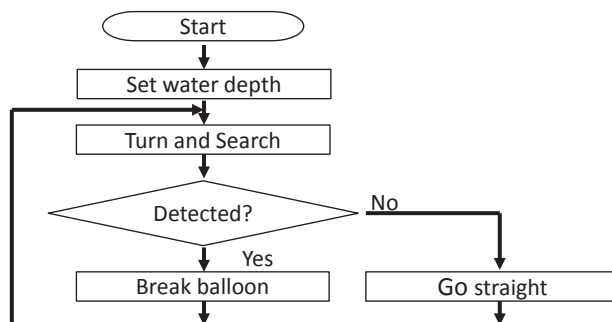 Start
Set water depth
Turn and Search
Detected?
No
Yes
Break balloon
Go straight